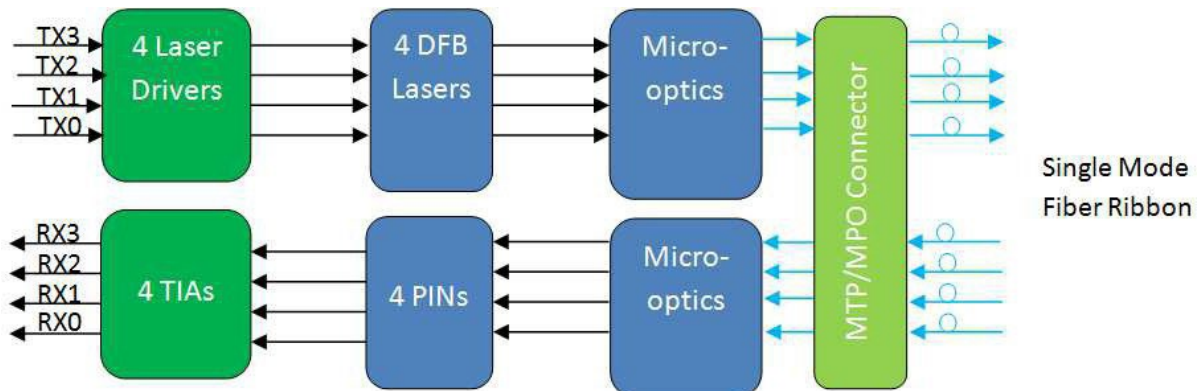 TX3
TX2
TX1
TX0
4 Laser
Drivers
4 DFB
Lasers
Micro-
optics
MTP/MPO Connector
Single Mode
Fiber Ribbon
RX3
RX2
RX1
RX0
4 TIAs
4 PINs
Micro-
optics